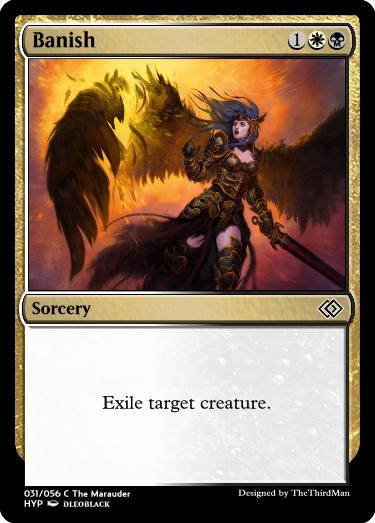 Banish 1
Sorcery
Exile target creature.
031/056 C The Marauder
HYP DLEOBLACK
Designed by TheThirdMan